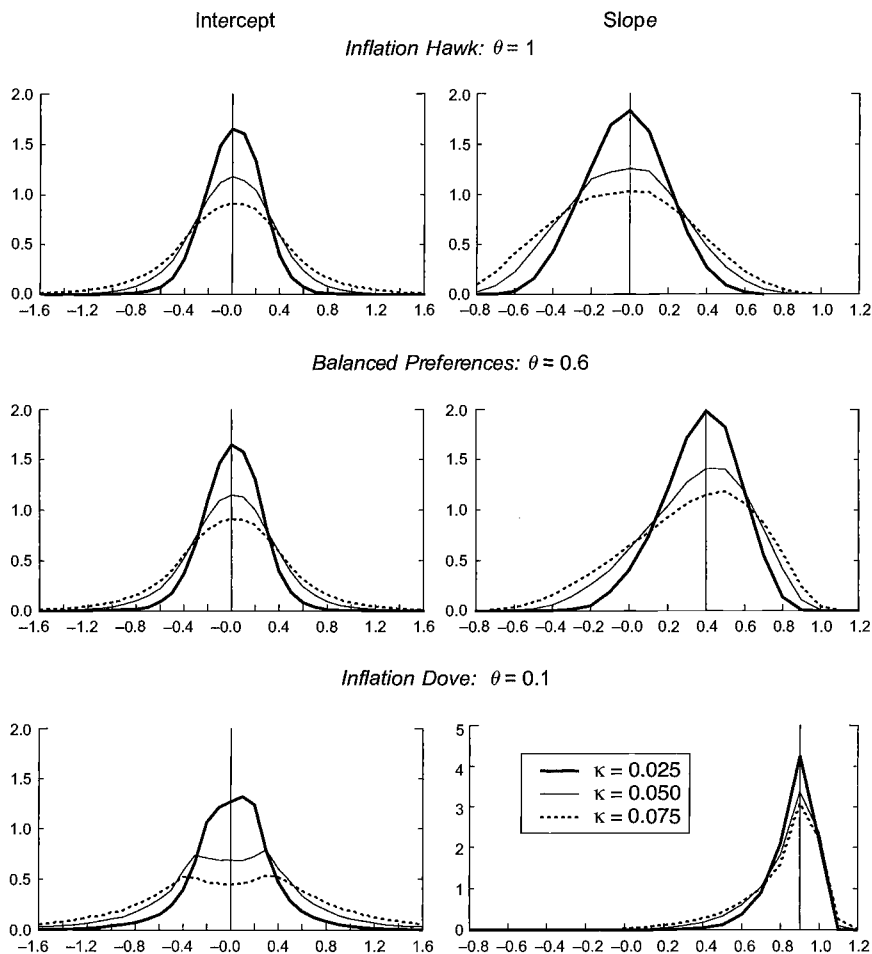 Intercept Slope
Inflation Hawk: θ = 1
2.0 2.0
1.5 1.5
1.0 1.0
0.5 0.5
0.0 0.0
−1.6 −1.2 −0.8 −0.4 −0.0 0.4 0.8 1.2 1.6 −0.8 −0.6 −0.4 −0.2 −0.0 0.2 0.4 0.6 0.8 1.0 1.2
Balanced Preferences: θ = 0.6
2.0 2.0
1.5 1.5
1.0 1.0
0.5 0.5
0.0 0.0
−1.6 −1.2 −0.8 −0.4 −0.0 0.4 0.8 1.2 1.6 −0.8 −0.6 −0.4 −0.2 −0.0 0.2 0.4 0.6 0.8 1.0 1.2
Inflation Dove: θ = 0.1
2.0 5
1.5 4
1.0 3
0.5 2
0.0 1
0
κ = 0.025
κ = 0.050
κ = 0.075
−1.6 −1.2 −0.8 −0.4 −0.0 0.4 0.8 1.2 1.6 −0.8 −0.6 −0.4 −0.2 −0.0 0.2 0.4 0.6 0.8 1.0 1.2